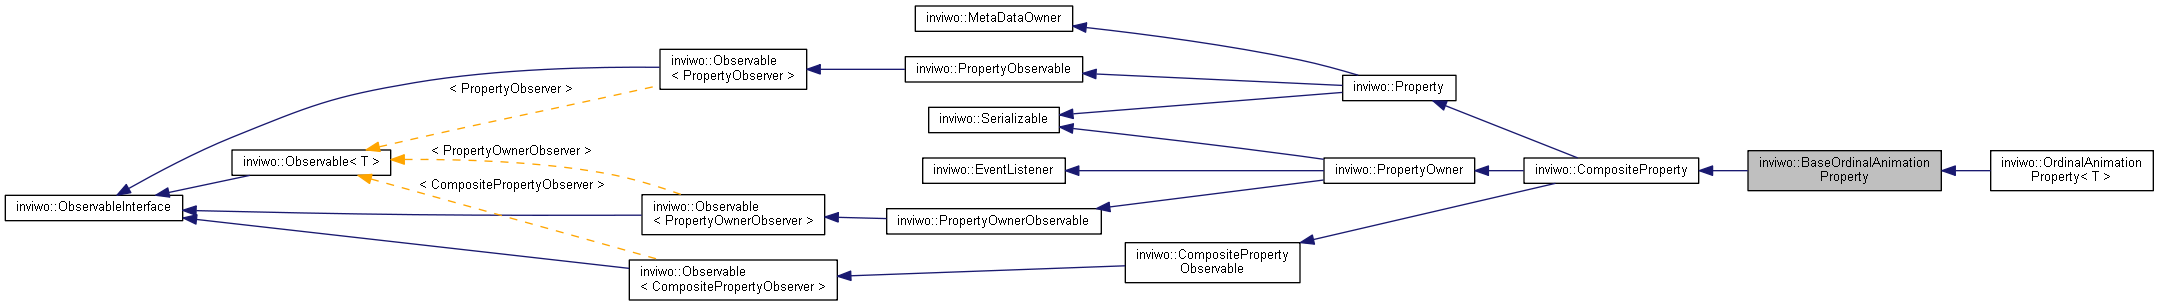 inviwo::MetaDataOwner
inviwo::Observable
< PropertyObserver >
inviwo::PropertyObservable
inviwo::Property
< PropertyObserver >
inviwo::Serializable
inviwo::Observable< T >
< PropertyOwnerObserver >
inviwo::EventListener
inviwo::PropertyOwner
inviwo::CompositeProperty
inviwo::BaseOrdinalAnimation
Property
inviwo::OrdinalAnimation
Property< T >
< CompositePropertyObserver >
inviwo::ObservableInterface
inviwo::Observable
< PropertyOwnerObserver >
inviwo::PropertyOwnerObservable
inviwo::CompositeProperty
Observable
inviwo::Observable
< CompositePropertyObserver >